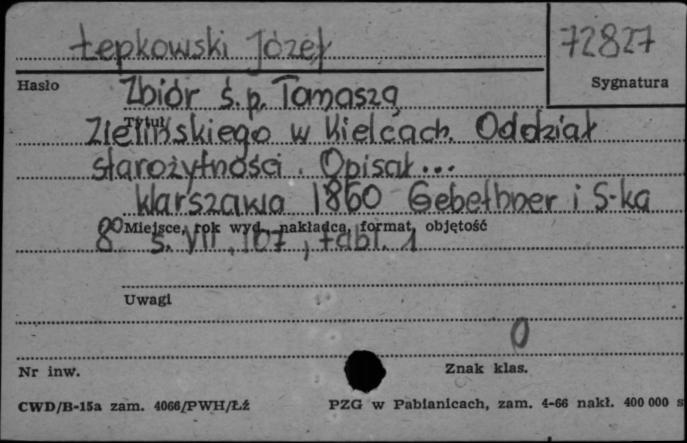 Łepkowski Józef
72827
Hasło
Sygnatura
Zbiór ś.p. Tomasza
Tytuł
Zielińskiego w Kielcach. Oddział
starożytności. Opisał...
Warszawa 1860 Gebethner i S-ka
Miejsce, rok wyd., nakładca, format, objętość
8° s. VII, 107, tabl. 1
Uwagi
0
Nr inw.
Znak klas.
CWD/B-15a zam. 4066/PWH/Łź
PZG w Pabianicach, zam. 4-66 nakł. 400 000 s